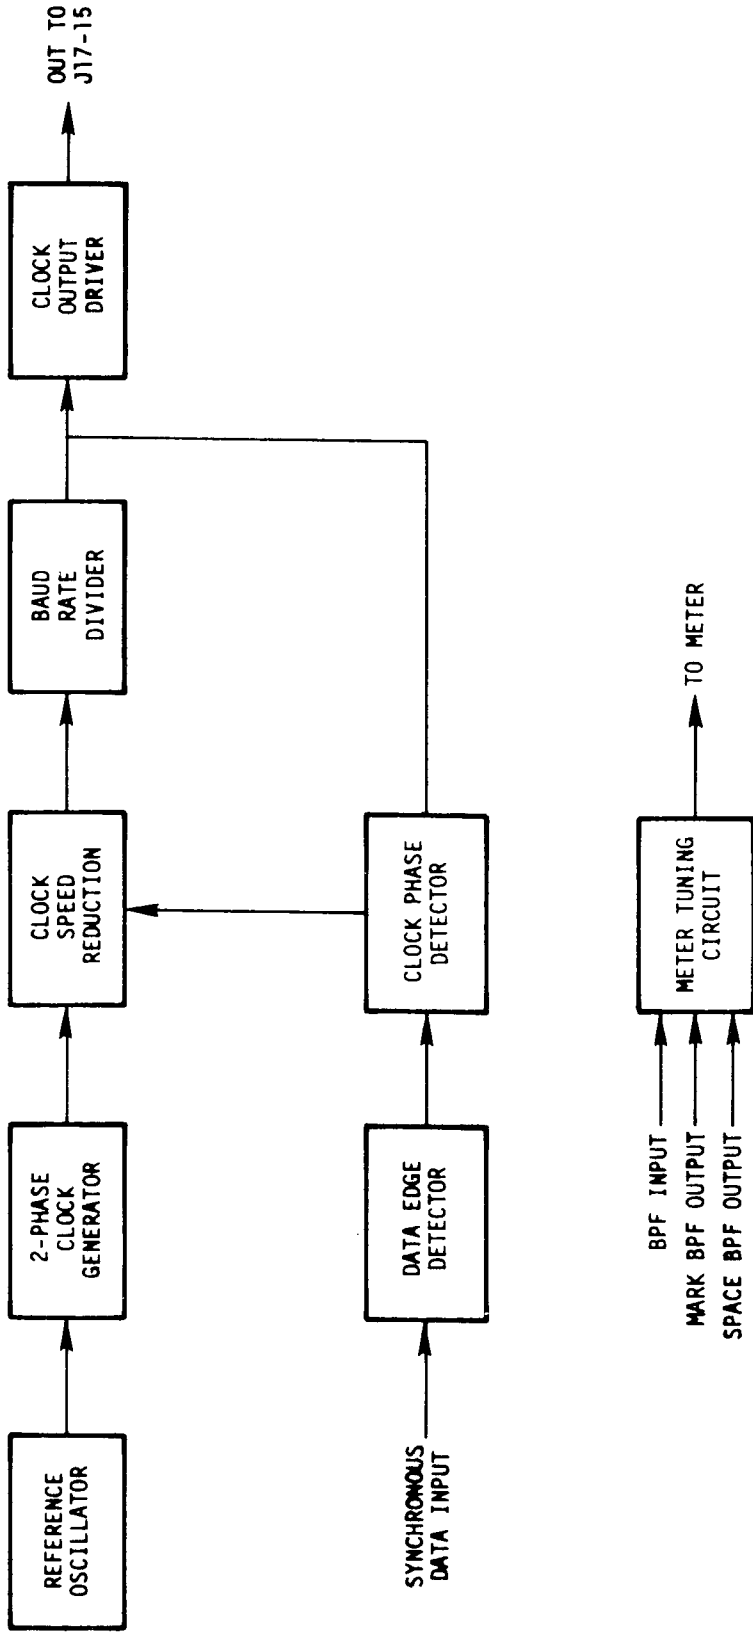 REFERENCE
OSCILLATOR
2-PHASE
CLOCK
GENERATOR
CLOCK
SPEED
REDUCTION
BAUD
RATE
DIVIDER
CLOCK
OUTPUT
DRIVER
OUT TO
J17-15
SYNCHRONOUS
DATA INPUT
DATA EDGE
DETECTOR
CLOCK PHASE
DETECTOR
BPF INPUT
MARK BPF OUTPUT
SPACE BPF OUTPUT
METER TUNING
CIRCUIT
TO METER